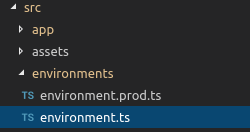 src
app
assets
environments
TS environment.prod.ts
TS environment.ts